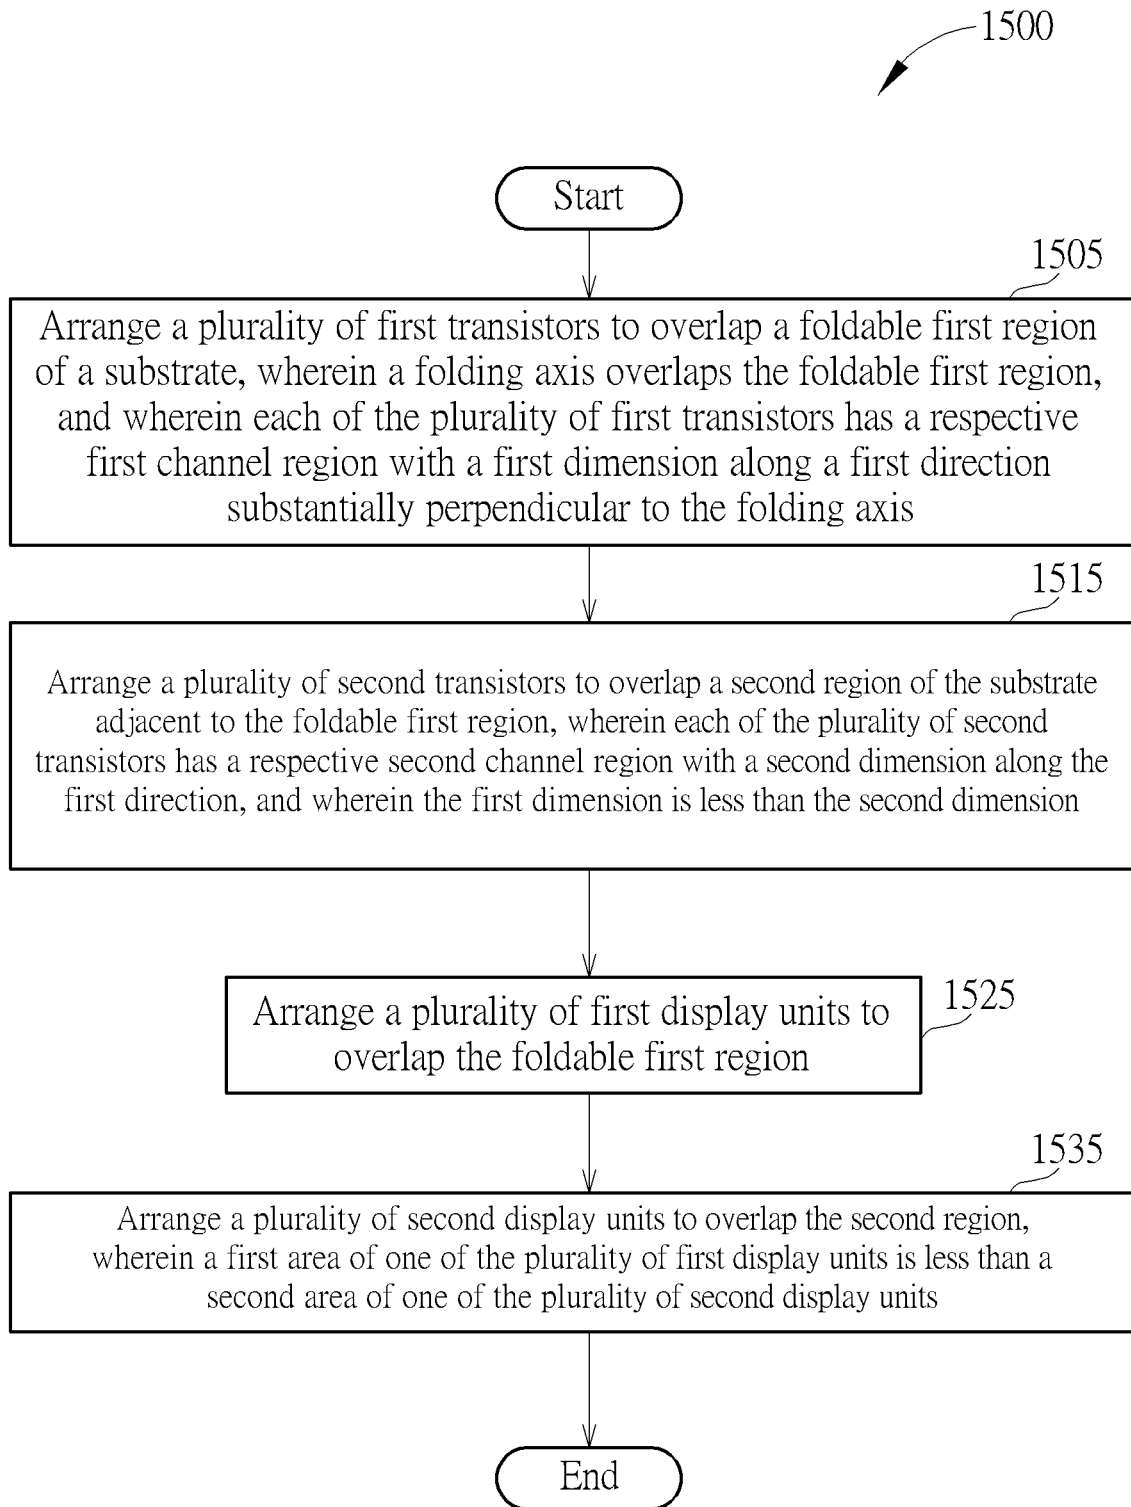 1500
Start
1505
Arrange a plurality of first transistors to overlap a foldable first region
of a substrate, wherein a folding axis overlaps the foldable first region,
and wherein each of the plurality of first transistors has a respective
first channel region with a first dimension along a first direction
substantially perpendicular to the folding axis
1515
Arrange a plurality of second transistors to overlap a second region of the substrate
adjacent to the foldable first region, wherein each of the plurality of second
transistors has a respective second channel region with a second dimension along the
first direction, and wherein the first dimension is less than the second dimension
1525
Arrange a plurality of first display units to
overlap the foldable first region
1535
Arrange a plurality of second display units to overlap the second region,
wherein a first area of one of the plurality of first display units is less than a
second area of one of the plurality of second display units
End